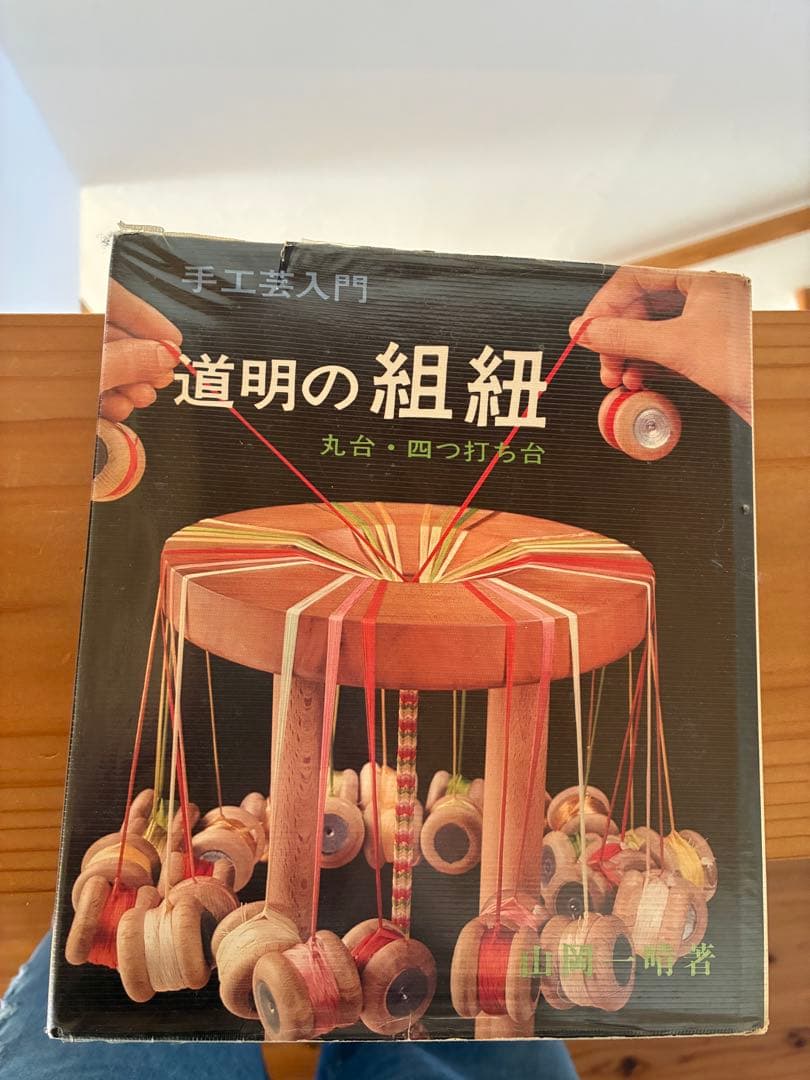 手工芸入門
道明の組紐
丸台・四つ打ち台
山岡一晴著